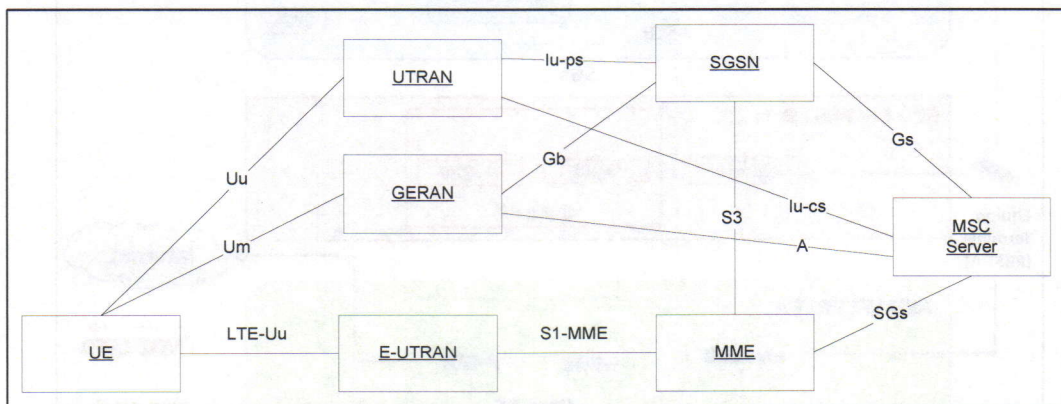 UTRAN
Iu-ps
SGSN
Gs
Uu
GERAN
Gb
Iu-cs
S3
A
MSC
Server
Um
UE
LTE-Uu
E-UTRAN
S1-MME
MME
SGs